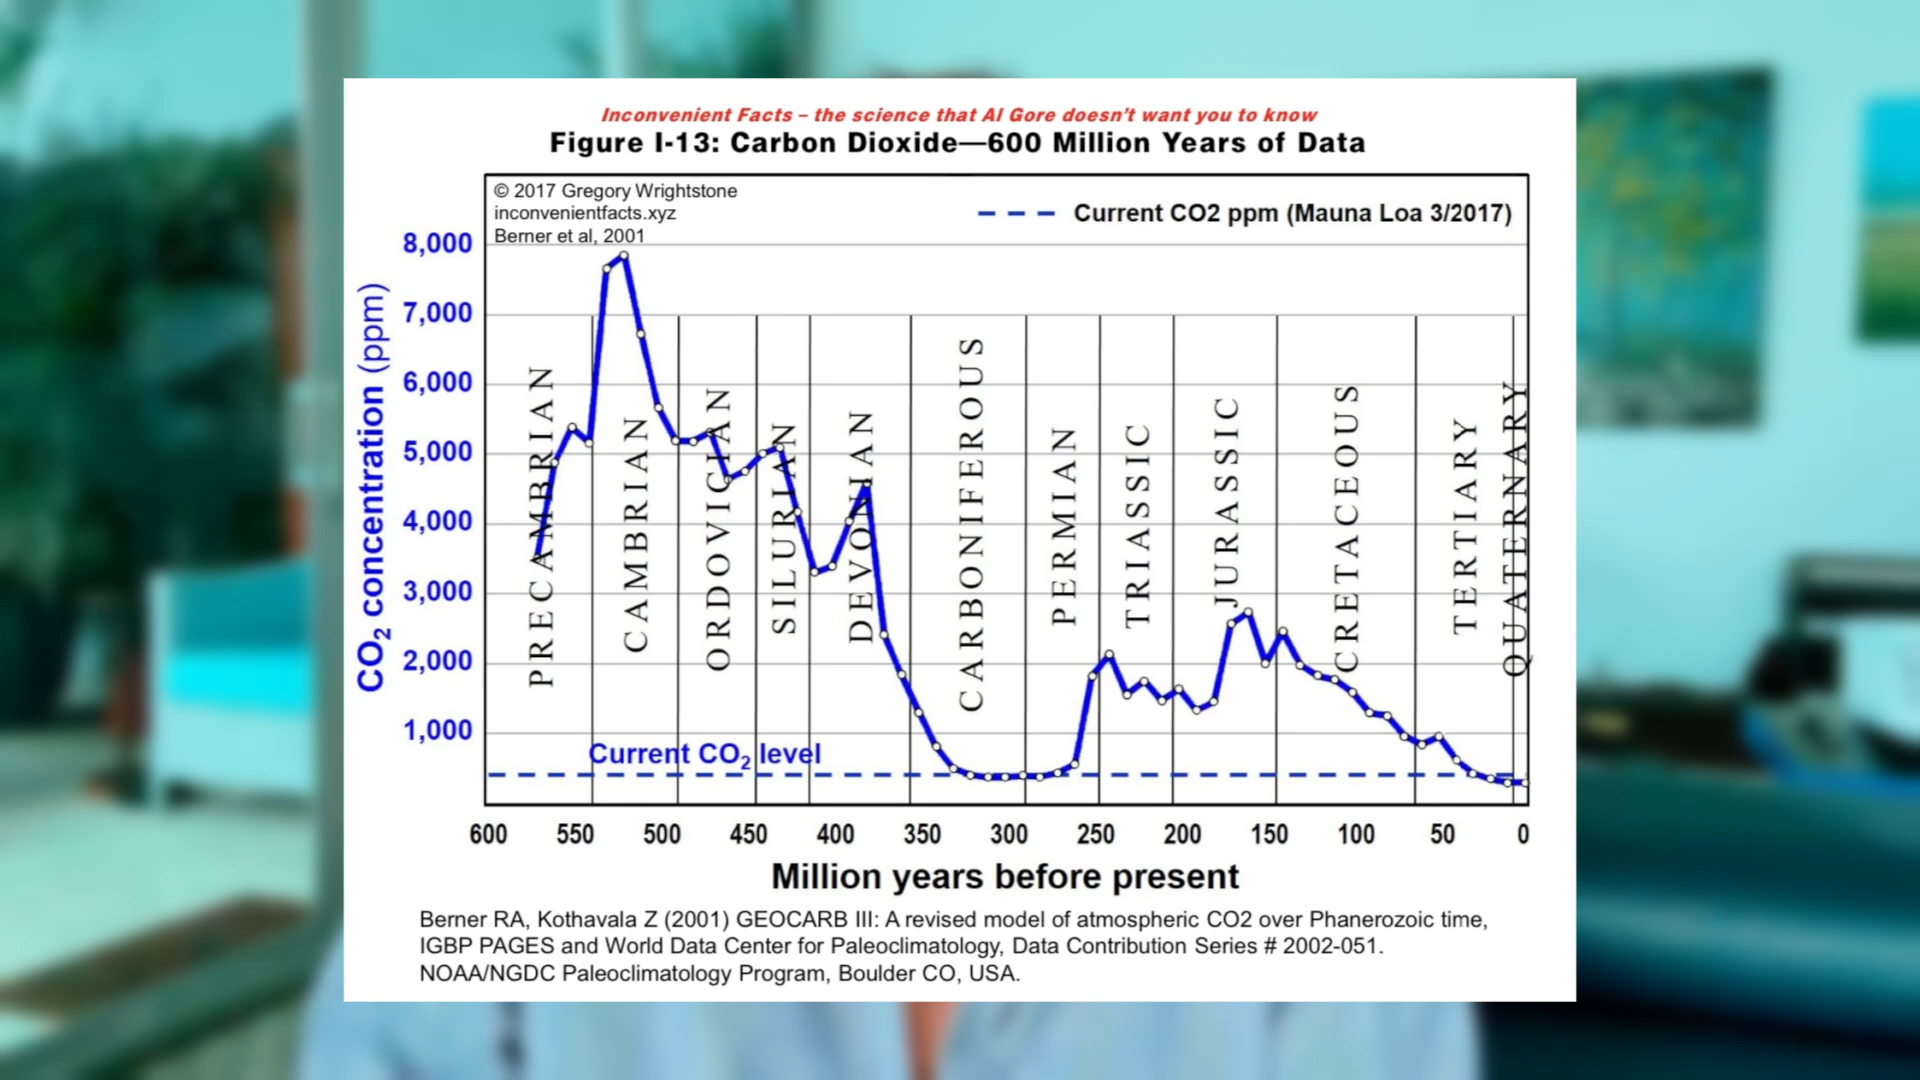 Inconvenient Facts – the science that Al Gore doesn't want you to know
Figure I-13: Carbon Dioxide—600 Million Years of Data
© 2017 Gregory Wrightstone
inconvenientfacts.xyz
Berner et al, 2001
Current CO2 ppm (Mauna Loa 3/2017)
CO2 concentration (ppm)
8,000
7,000
6,000
5,000
4,000
3,000
2,000
1,000
PRECAMBRIAN
CAMBRIAN
ORDOVICIAN
SILURIAN
DEVONIAN
CARBONIFEROUS
PERMIAN
TRIASSIC
JURASSIC
CRETACEOUS
TERTIARY
QUATERNARY
Current CO2 level
600 550 500 450 400 350 300 250 200 150 100 50 0
Million years before present
Berner RA, Kothavala Z (2001) GEOCARB III: A revised model of atmospheric CO2 over Phanerozoic time,
IGBP PAGES and World Data Center for Paleoclimatology, Data Contribution Series # 2002-051.
NOAA/NGDC Paleoclimatology Program, Boulder CO, USA.